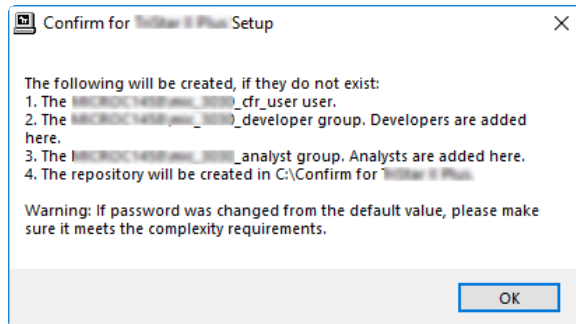 Confirm for Setup
The following will be created, if they do not exist:
1. The _cfr_user user.
2. The _developer group. Developers are added
here.
3. The _analyst group. Analysts are added here.
4. The repository will be created in C:\Confirm for
Warning: If password was changed from the default value, please make
sure it meets the complexity requirements.
OK